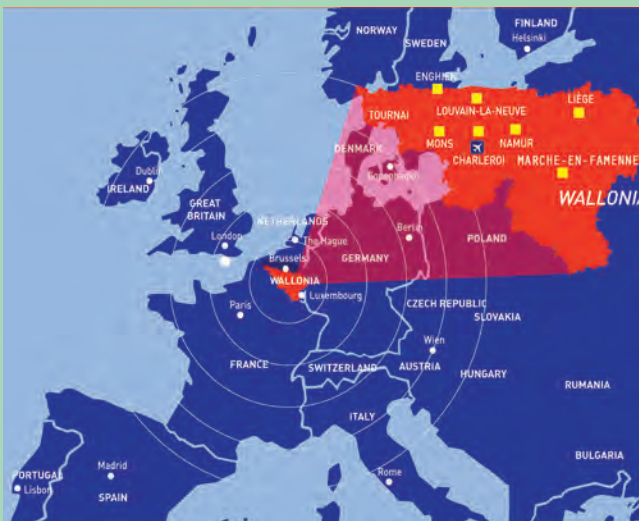 FINLAND
NORWAY
Helsinki
SWEDEN
ENGHIEN
LOUVAIN-LA-NEUVE
LIÈGE
TOURNAI
MONS
NAMUR
DENMARK
CHARLEROI
MARCHE-EN-FAMENNE
Copenhagen
Dublin
IRELAND
WALLONIA
GREAT
BRITAIN
NETHERLANDS
London
The Hague
Berlin
POLAND
Brussels
GERMANY
WALLONIA
Luxembourg
Paris
CZECH REPUBLIC
SLOVAKIA
Wien
FRANCE
SWITZERLAND
AUSTRIA
HUNGARY
RUMANIA
ITALY
BULGARIA
PORTUGAL
Madrid
Rome
Lisbon
SPAIN